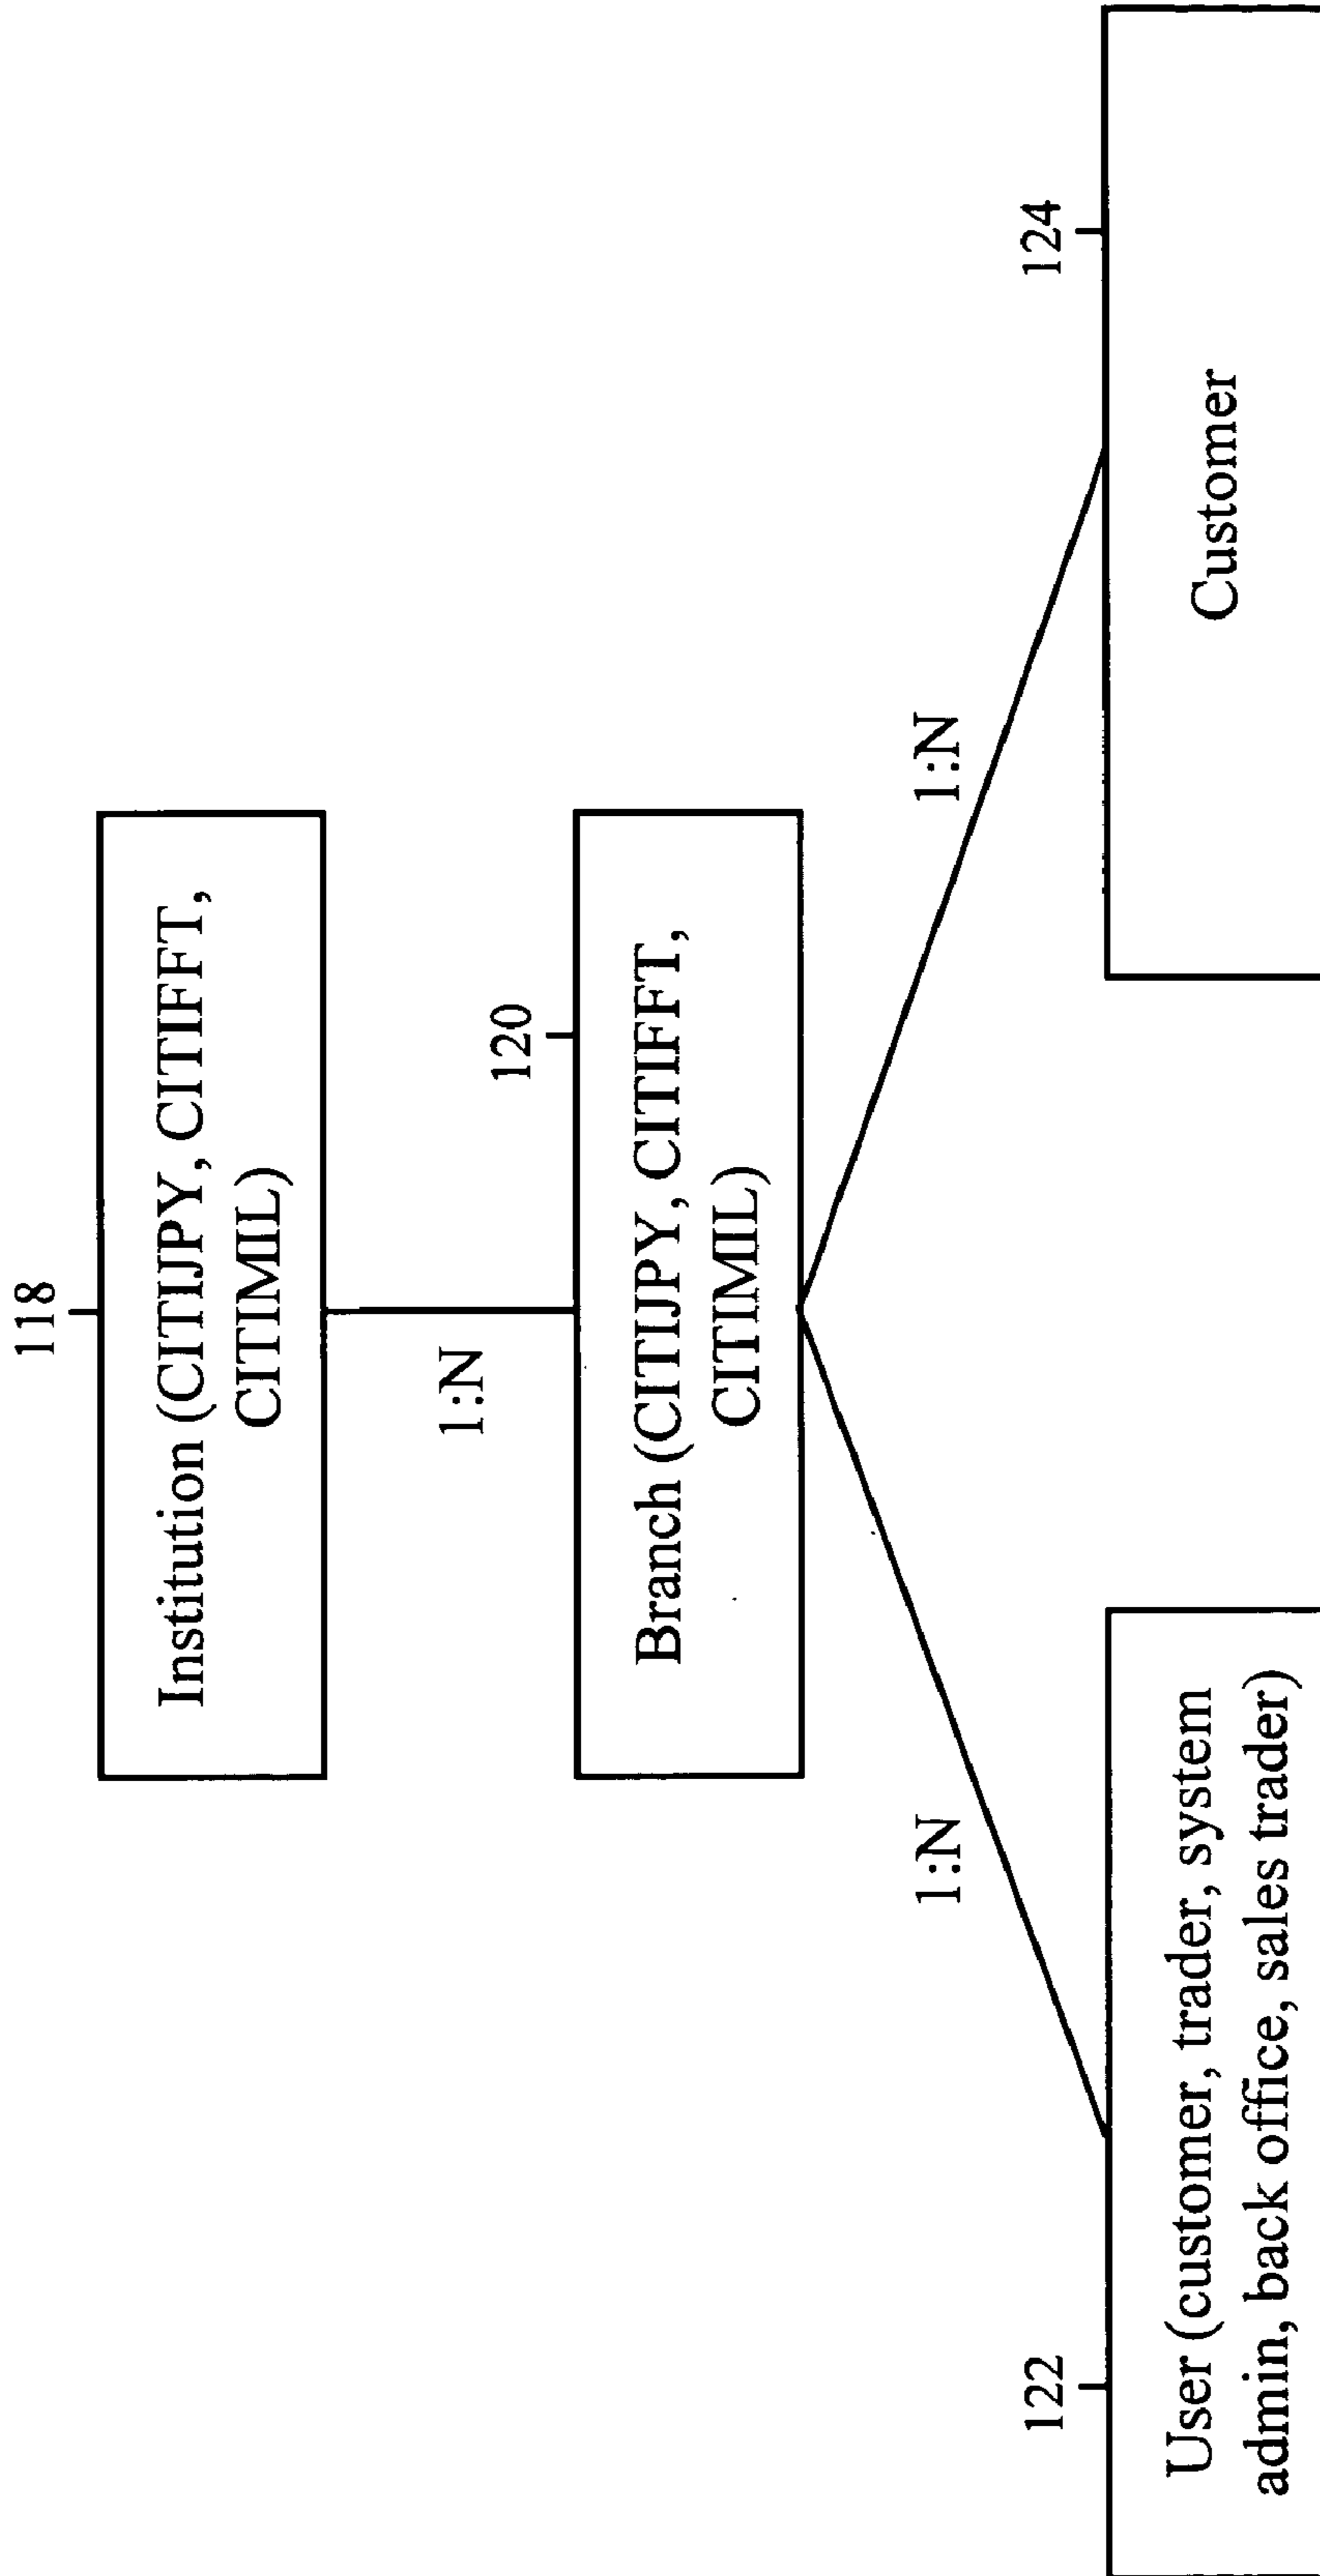 118
Institution (CITIJPY, CITIFFT,
CITIMIL)
1:N
120
Branch (CITIJPY, CITIFFT,
CITIMIL)
1:N
1:N
122
124
User (customer, trader, system
admin, back office, sales trader)
Customer